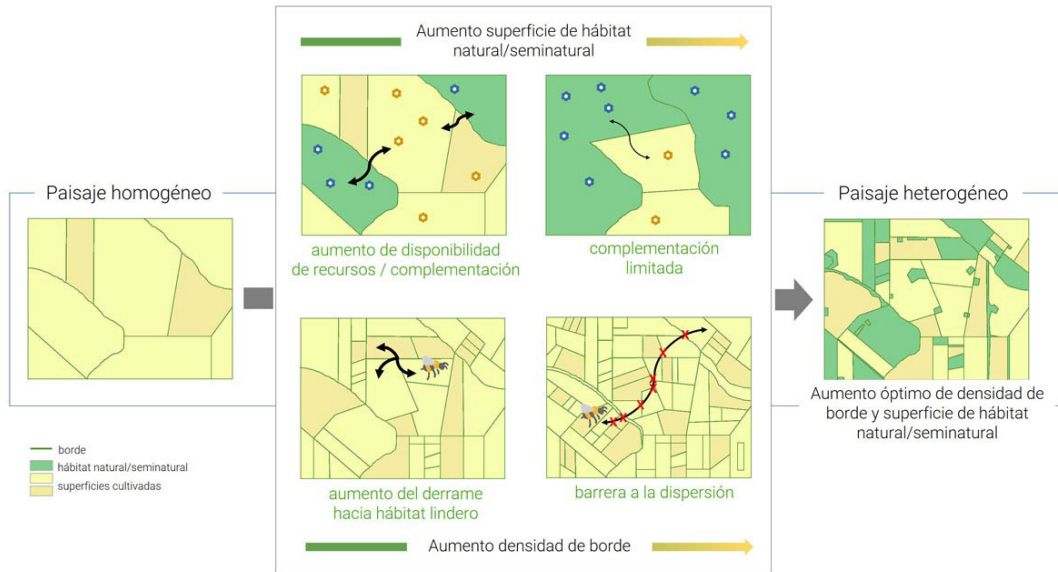 Aumento superficie de hábitat
natural/seminatural
Paisaje homogéneo
aumento de disponibilidad
de recursos / complementación
complementación
limitada
Paisaje heterogéneo
borde
hábitat natural/seminatural
superficies cultivadas
aumento del derrame
hacia hábitat lindero
barrera a la dispersión
Aumento óptimo de densidad de
borde y superficie de hábitat
natural/seminatural
Aumento densidad de borde